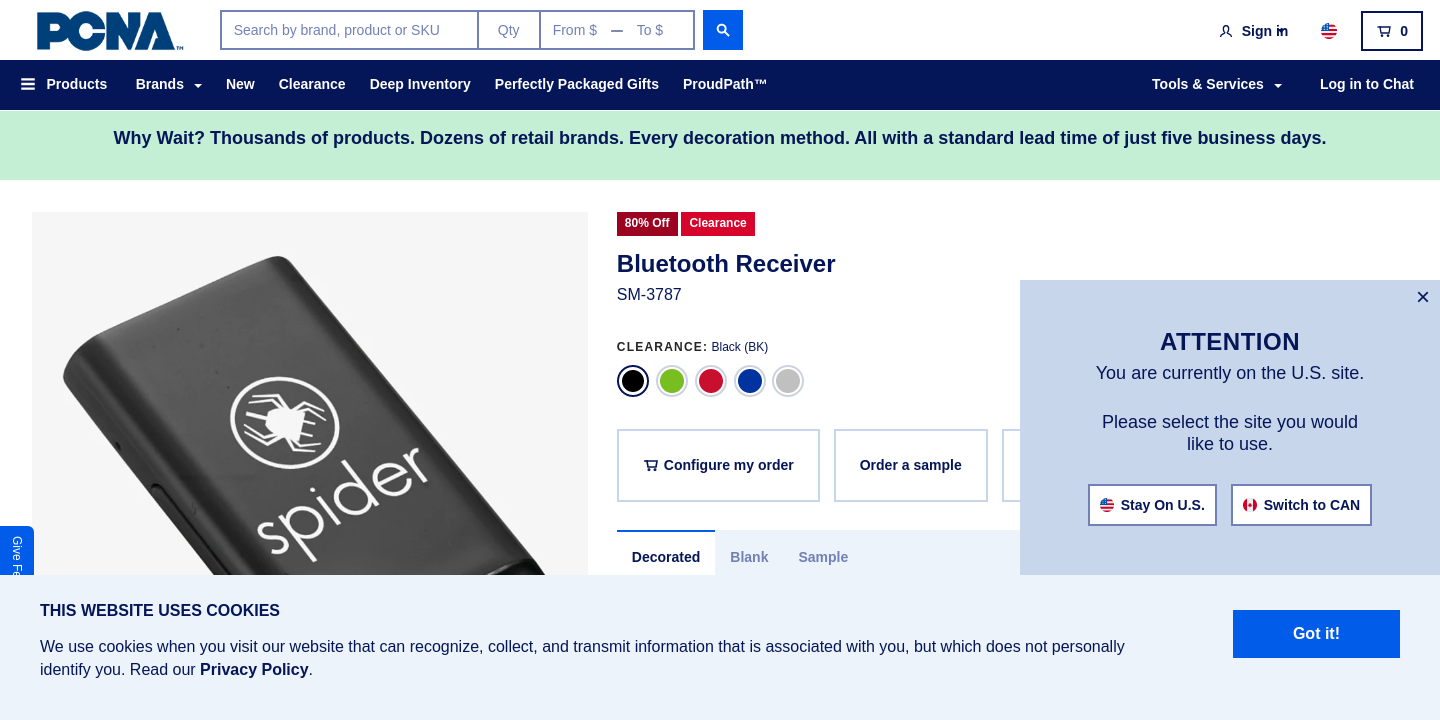 PCNA™
Search by brand, product or SKU
Qty
From $ — To $
Sign in
0
Products
Brands
New
Clearance
Deep Inventory
Perfectly Packaged Gifts
ProudPath™
Tools & Services
Log in to Chat
Why Wait? Thousands of products. Dozens of retail brands. Every decoration method. All with a standard lead time of just five business days.
spider
80% Off
Clearance
Bluetooth Receiver
SM-3787
CLEARANCE: Black (BK)
Configure my order
Order a sample
Decorated
Blank
Sample
×
ATTENTION
You are currently on the U.S. site.
Please select the site you would
like to use.
Stay On U.S.
Switch to CAN
Give Fe
THIS WEBSITE USES COOKIES
We use cookies when you visit our website that can recognize, collect, and transmit information that is associated with you, but which does not personally
identify you. Read our Privacy Policy.
Got it!